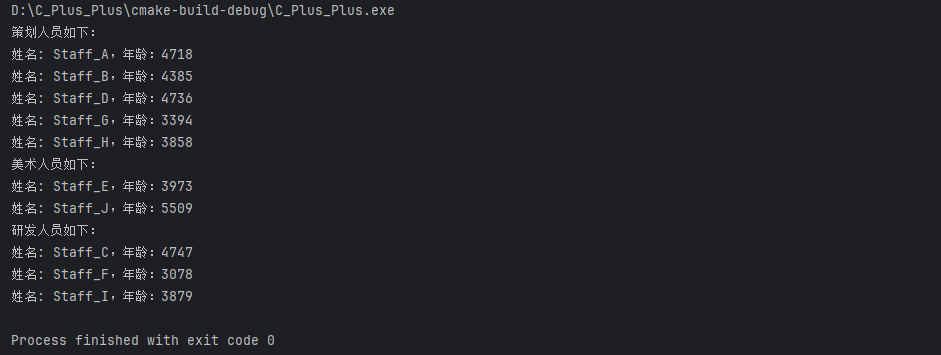 D:\C_Plus_Plus\cmake-build-debug\C_Plus_Plus.exe
策划人员如下：
姓名: Staff_A，年龄：4718
姓名: Staff_B，年龄：4385
姓名: Staff_D，年龄：4736
姓名: Staff_G，年龄：3394
姓名: Staff_H，年龄：3858
美术人员如下：
姓名: Staff_E，年龄：3973
姓名: Staff_J，年龄：5509
研发人员如下：
姓名: Staff_C，年龄：4747
姓名: Staff_F，年龄：3078
姓名: Staff_I，年龄：3879
Process finished with exit code 0